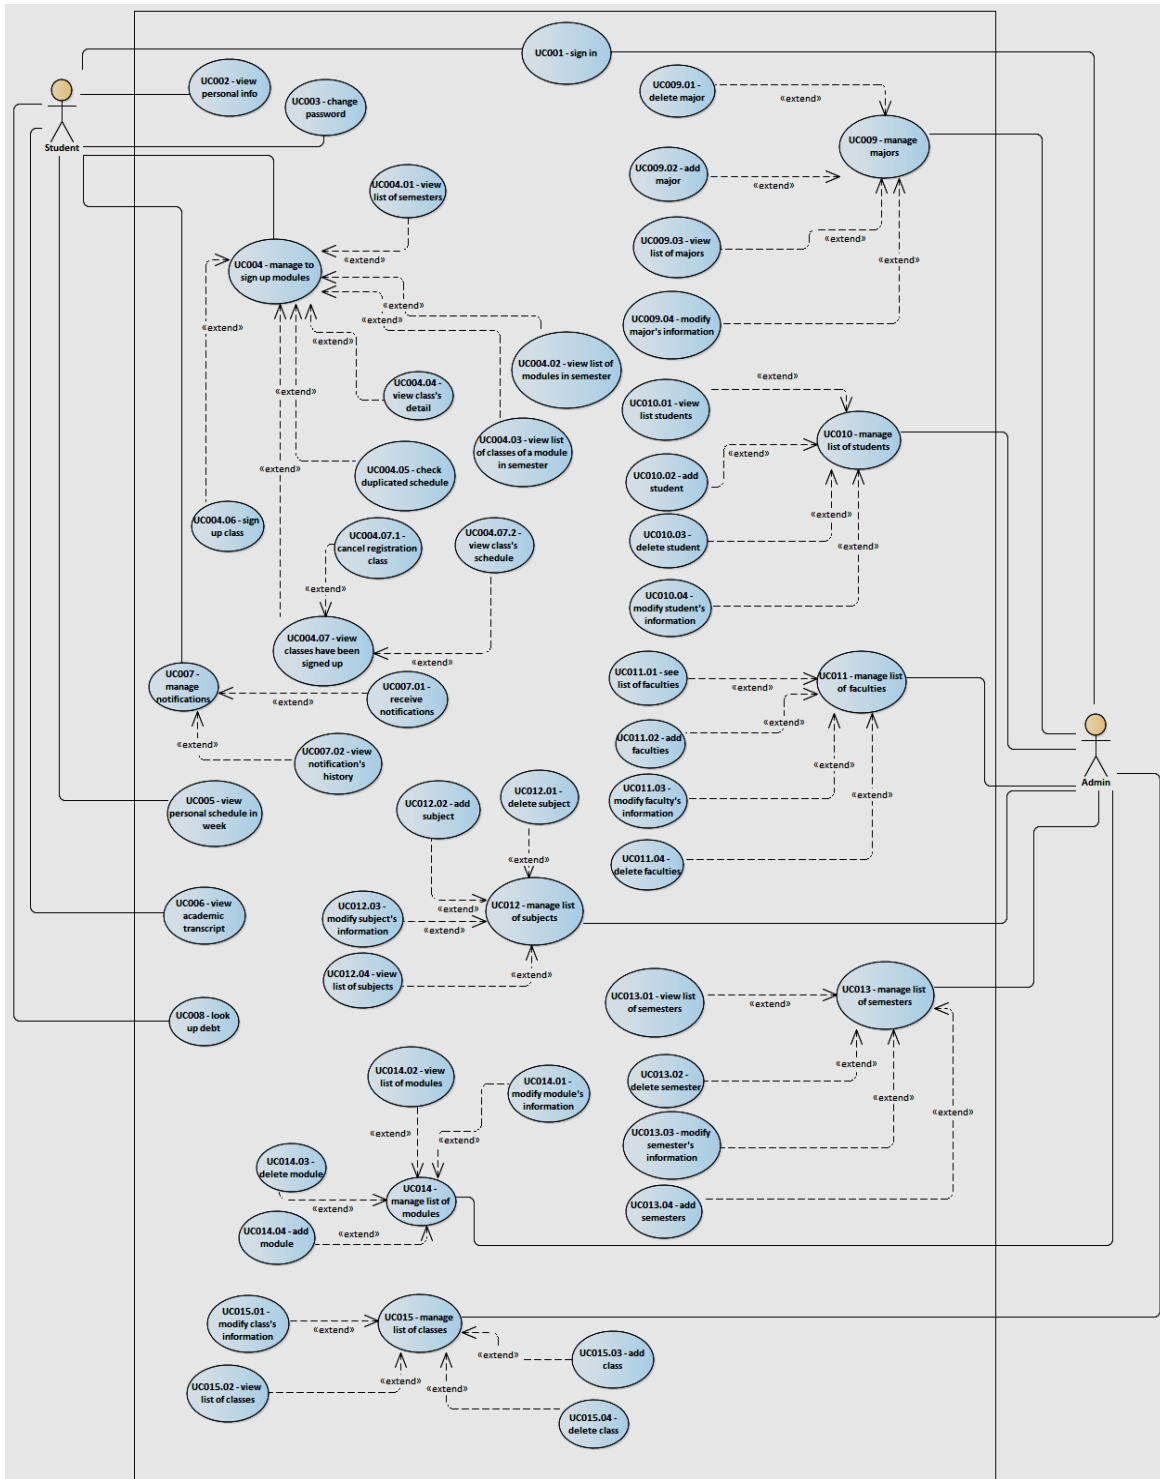 UC001 - sign in
UC002 - view
personal info
UC003 - change
password
Student
UC009.01 -
delete major
«extend»
UC009 - manage
majors
UC009.02 - add
major
«extend»
UC009.03 - view
list of majors
«extend»
«extend»
UC009.04 - modify
major's information
UC004.01 - view
list of semesters
«extend»
UC004 - manage to
sign up modules
«extend»
«extend»
«extend»
«extend»
«extend»
«extend»
UC004.02 - view list of
modules in semester
UC004.04 -
view class's
detail
UC004.03 - view list
of classes of a module
in semester
UC004.05 - check
duplicated schedule
UC004.06 - sign
up class
UC004.07.1 -
cancel registration
class
UC004.07.2 -
view class's
schedule
«extend»
UC004.07 - view
classes have been
signed up
«extend»
«extend»
UC010.01 - view
list students
UC010 - manage
list of students
«extend»
UC010.02 - add
student
«extend»
UC010.03 -
delete student
«extend»
UC010.04 -
modify student's
information
UC007 -
manage
notifications
«extend»
UC007.01 -
receive
notifications
«extend»
UC007.02 - view
notification's
history
UC011.01 - see
list of faculties
«extend»
UC011 - manage list
of faculties
UC011.02 - add
faculties
«extend»
«extend»
UC011.03 -
modify faculty's
information
«extend»
UC011.04 -
delete faculties
Admin
UC005 - view
personal schedule in
week
UC012.02 - add
subject
UC012.01 -
delete subject
«extend»
UC006 - view
academic
transcript
UC012.03 -
modify subject's
information
«extend»
«extend»
UC012 - manage list
of subjects
UC012.04 - view
list of subjects
«extend»
UC008 - look
up debt
UC013.01 - view list
of semesters
«extend»
UC013 - manage list
of semesters
UC013.02 -
delete semester
«extend»
«extend»
«extend»
UC013.03 - modify
semester's
information
UC013.04 - add
semesters
UC014.02 - view
list of modules
UC014.01 -
modify module's
information
«extend»
«extend»
UC014.03 -
delete module
«extend»
UC014 -
manage list of
modules
UC014.04 - add
module
«extend»
UC015.01 -
modify class's
information
«extend»
UC015 - manage
list of classes
«extend»
UC015.03 - add
class
UC015.02 - view
list of classes
«extend»
«extend»
UC015.04 -
delete class